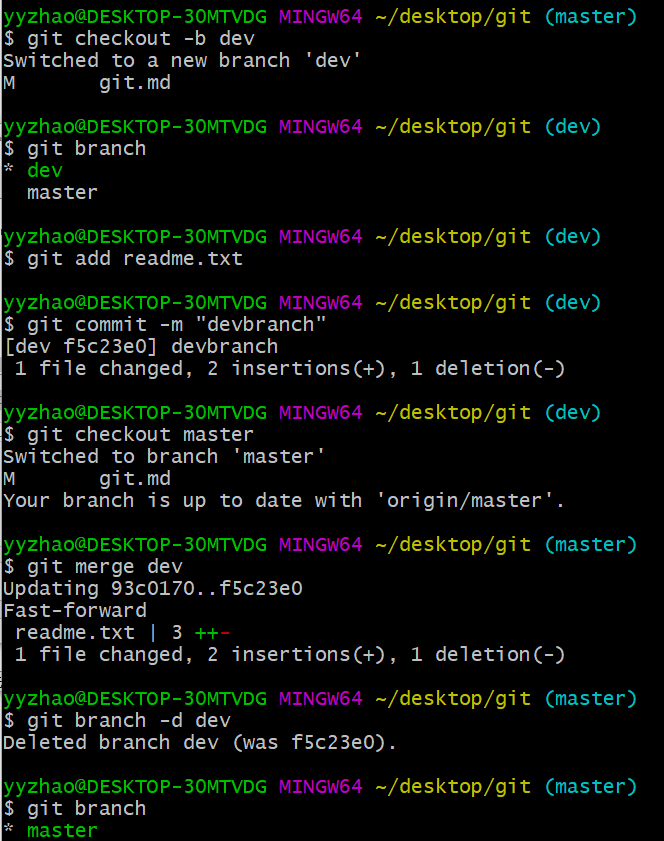 yyzhao@DESKTOP-3OMTVDG MINGW64 ~/desktop/git (master)
$ git checkout -b dev
Switched to a new branch 'dev'
M       git.md

yyzhao@DESKTOP-3OMTVDG MINGW64 ~/desktop/git (dev)
$ git branch
* dev
  master

yyzhao@DESKTOP-3OMTVDG MINGW64 ~/desktop/git (dev)
$ git add readme.txt

yyzhao@DESKTOP-3OMTVDG MINGW64 ~/desktop/git (dev)
$ git commit -m "devbranch"
[dev f5c23e0] devbranch
 1 file changed, 2 insertions(+), 1 deletion(-)

yyzhao@DESKTOP-3OMTVDG MINGW64 ~/desktop/git (dev)
$ git checkout master
Switched to branch 'master'
M       git.md
Your branch is up to date with 'origin/master'.

yyzhao@DESKTOP-3OMTVDG MINGW64 ~/desktop/git (master)
$ git merge dev
Updating 93c0170..f5c23e0
Fast-forward
 readme.txt | 3 ++-
 1 file changed, 2 insertions(+), 1 deletion(-)

yyzhao@DESKTOP-3OMTVDG MINGW64 ~/desktop/git (master)
$ git branch -d dev
Deleted branch dev (was f5c23e0).

yyzhao@DESKTOP-3OMTVDG MINGW64 ~/desktop/git (master)
$ git branch
* master